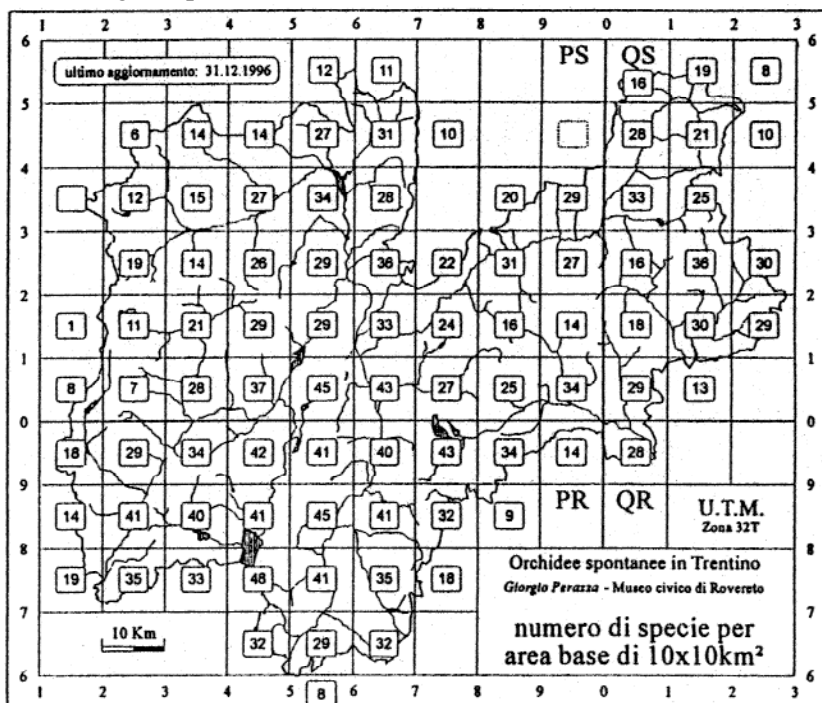 1 2 3 4 5 6 7 8 9 0 1 2 3
6 12 11 PS QS 19 8 6
ultimo aggiornamento: 31.12.1996 16
5 5
6 14 14 27 31 10 28 21 10
4 4
12 15 27 34 28 20 29 33 25
3 3
19 14 26 29 36 22 31 27 16 36 30
2 2
1 11 21 29 29 33 24 16 14 18 30 29
1 1
8 7 28 37 45 43 27 25 34 29 13
0 0
18 29 34 42 41 40 43 34 14 28
9 PR QR 9
14 41 40 41 45 41 32 9 U.T.M.
Zona 32T
8 8
Orchidee spontanee in Trentino
19 35 33 48 41 35 18 Giorgio Perazza - Museo civico di Rovereto
7 7
10 Km 32 29 32 numero di specie per
area base di 10x10km²
6 6
1 2 3 4 5 6 7 8 9 0 1 2 3
8